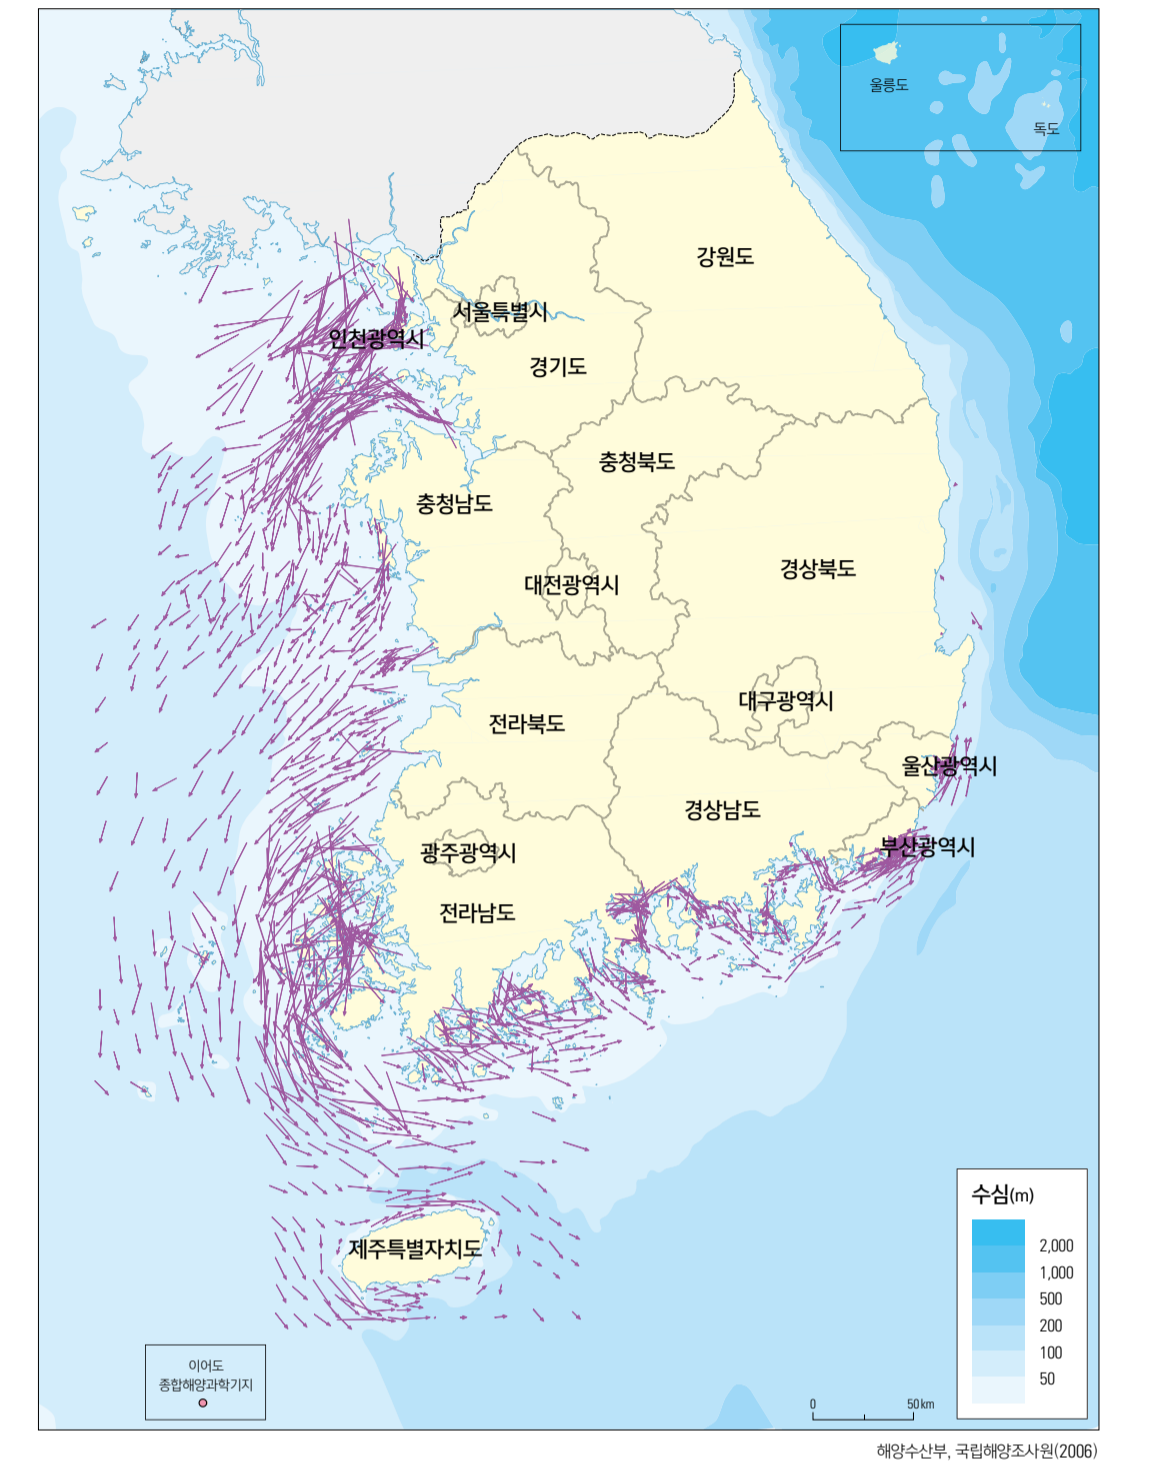 울릉도
독도
강원도
서울특별시
인천광역시
경기도
충청북도
충청남도
경상북도
대전광역시
대구광역시
전라북도
울산광역시
경상남도
부산광역시
광주광역시
전라남도
제주특별자치도
수심(m)
2,000
1,000
500
200
100
50
이어도
종합해양과학기지
0 50 km
해양수산부, 국립해양조사원(2006)